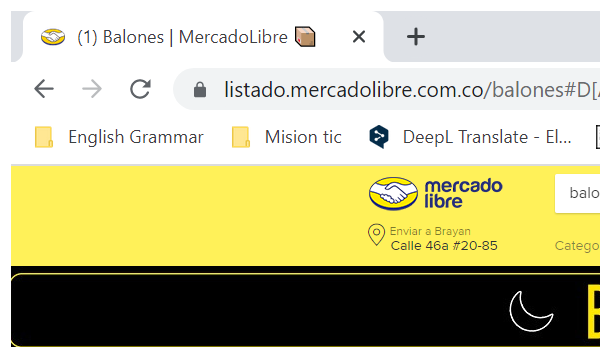 (1) Balones | MercadoLibre
listado.mercadolibre.com.co/balones#D[
English Grammar
Mision tic
DeepL Translate - El...
mercado
libre
balo
Enviar a Brayan
Calle 46a #20-85
Catego